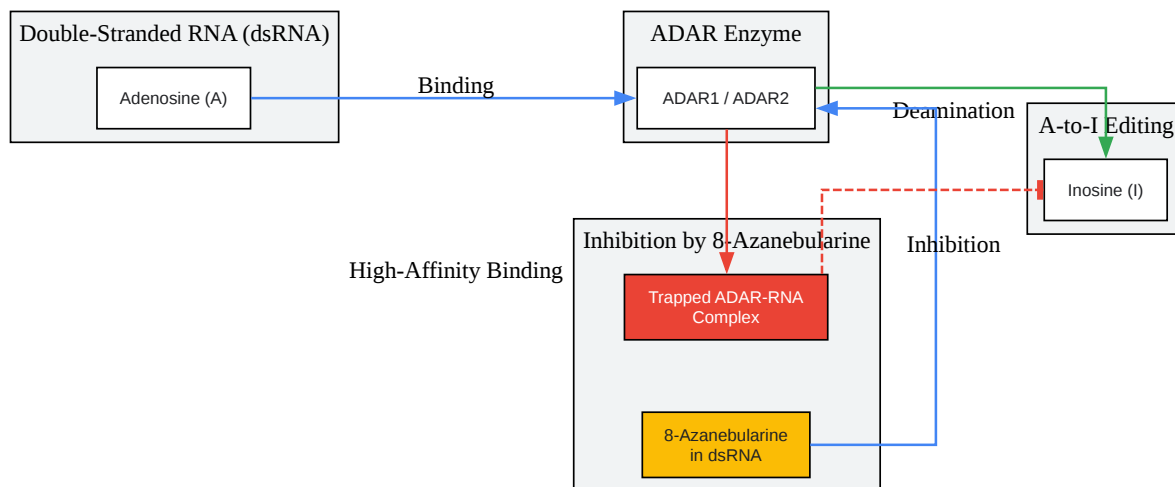 Double-Stranded RNA (dsRNA)
Adenosine (A)
Binding
ADAR Enzyme
ADAR1 / ADAR2
Deamination
A-to-I Editing
Inosine (I)
Inhibition by 8-Azanebularine
Inhibition
High-Affinity Binding
Trapped ADAR-RNA
Complex
8-Azanebularine
in dsRNA